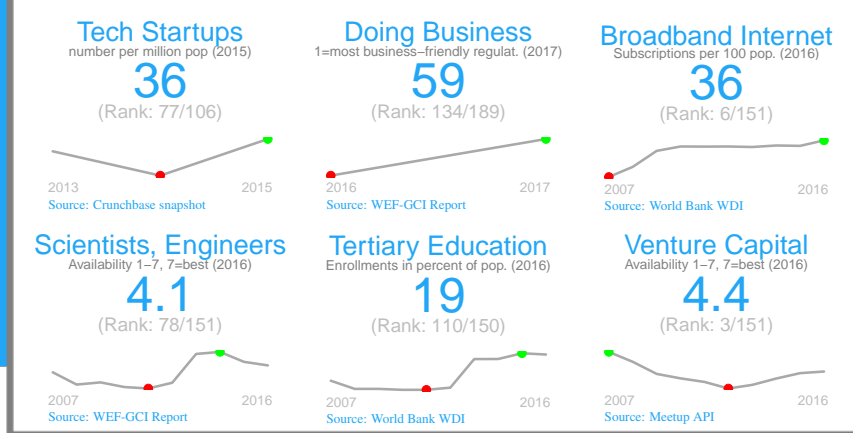 Tech Startups
number per million pop (2015)
36
(Rank: 77/106)
2013 2015
Source: Crunchbase snapshot
Doing Business
1=most business−friendly regulat. (2017)
59
(Rank: 134/189)
2016 2017
Source: WEF-GCI Report
Broadband Internet
Subscriptions per 100 pop. (2016)
36
(Rank: 6/151)
2007 2016
Source: World Bank WDI
Scientists, Engineers
Availability 1−7, 7=best (2016)
4.1
(Rank: 78/151)
2007 2016
Source: WEF-GCI Report
Tertiary Education
Enrollments in percent of pop. (2016)
19
(Rank: 110/150)
2007 2016
Source: World Bank WDI
Venture Capital
Availability 1−7, 7=best (2016)
4.4
(Rank: 3/151)
2007 2016
Source: Meetup API